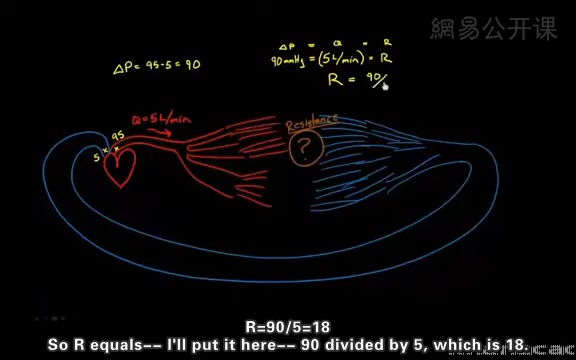 網易公开课
ΔP = Q × R
90 mmHg = (5 L/min) × R
ΔP = 95-5 = 90
R = 90/
Q = 5 L/min
Resistance
95
5
?
R=90/5=18
So R equals-- I'll put it here-- 90 divided by 5, which is 18.